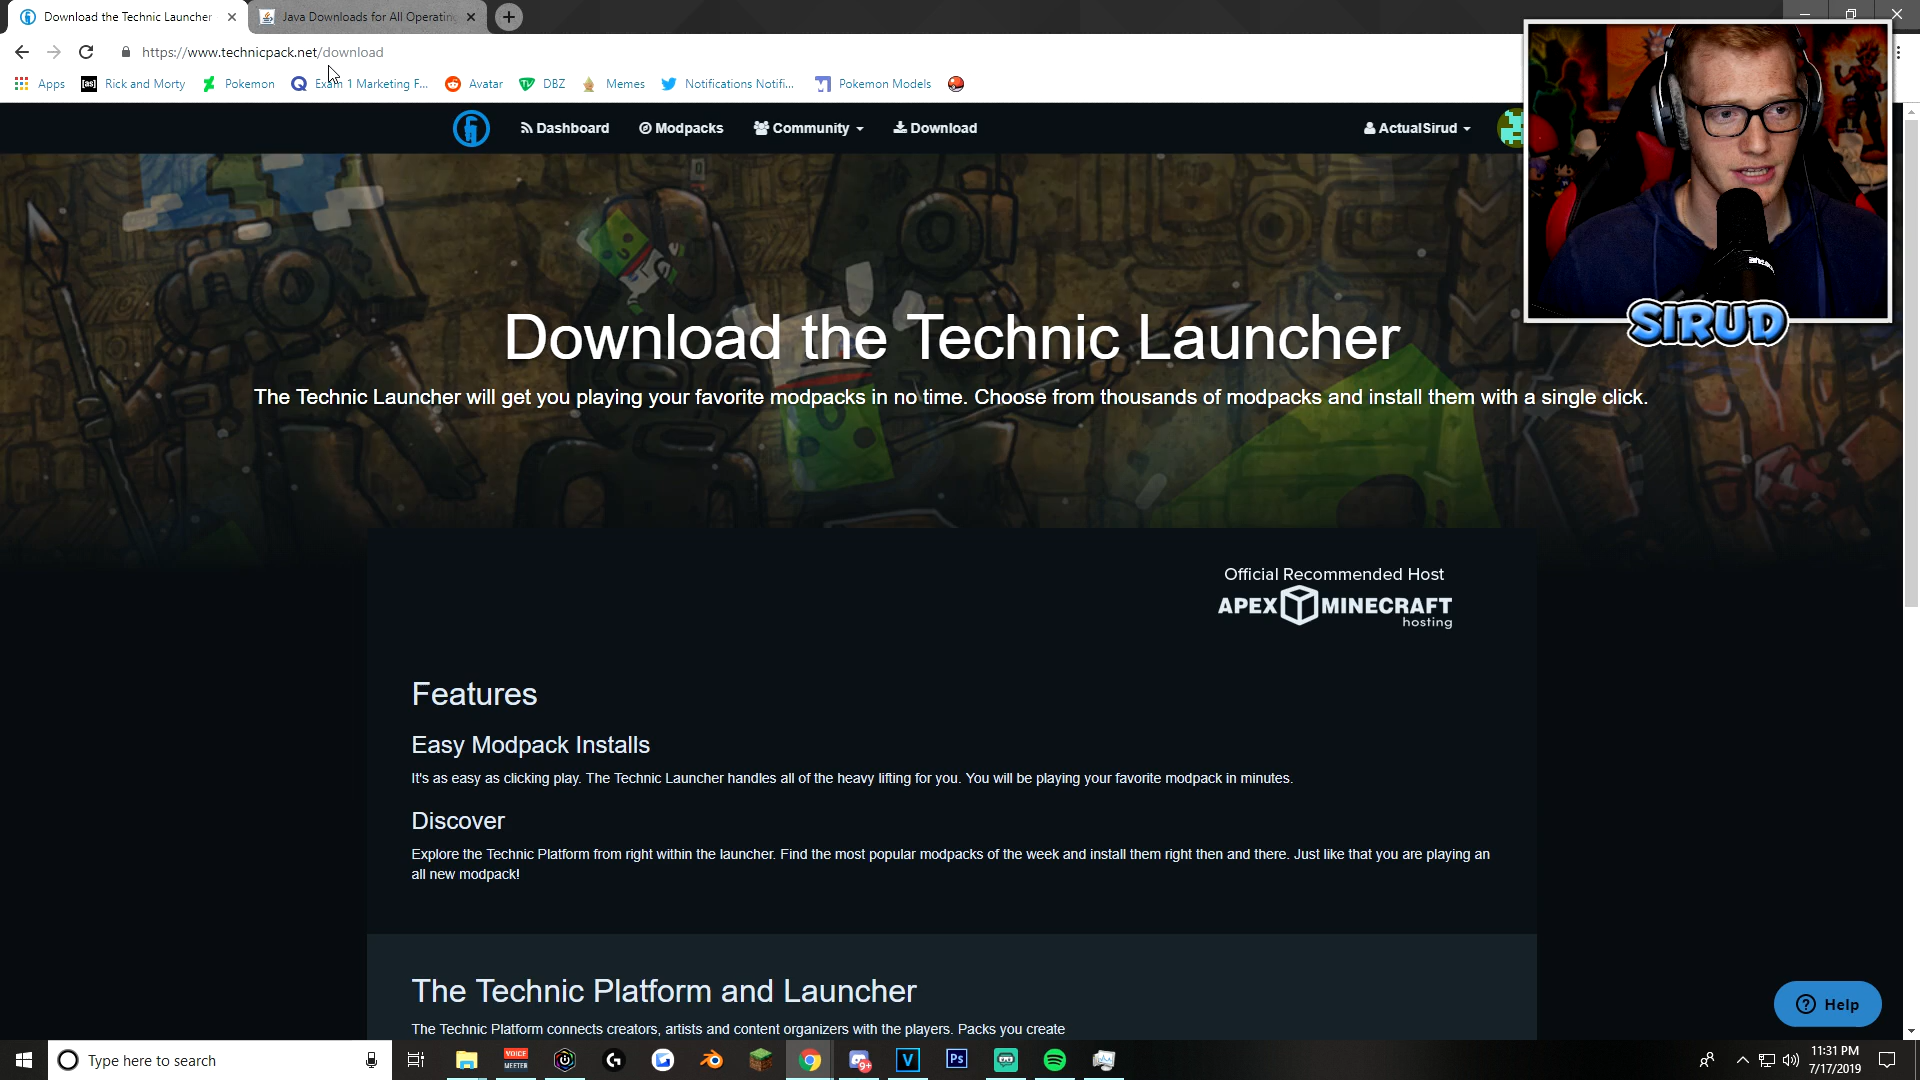 Download the Technic Launcher
Java Downloads for All Operatin
https://www.technicpack.net/download
Apps
[as] Rick and Morty
Pokemon
Exam 1 Marketing F...
Avatar
DBZ
Memes
Notifications Notifi...
Pokemon Models
Dashboard
Modpacks
Community
Download
ActualSirud
SIRUD
Download the Technic Launcher
The Technic Launcher will get you playing your favorite modpacks in no time. Choose from thousands of modpacks and install them with a single click.
Official Recommended Host
APEX MINECRAFT
hosting
Features
Easy Modpack Installs
It's as easy as clicking play. The Technic Launcher handles all of the heavy lifting for you. You will be playing your favorite modpack in minutes.
Discover
Explore the Technic Platform from right within the launcher. Find the most popular modpacks of the week and install them right then and there. Just like that you are playing an
all new modpack!
The Technic Platform and Launcher
The Technic Platform connects creators, artists and content organizers with the players. Packs you create
Help
Type here to search
VOICE
MEETER
9+
V
Ps
11:31 PM
7/17/2019